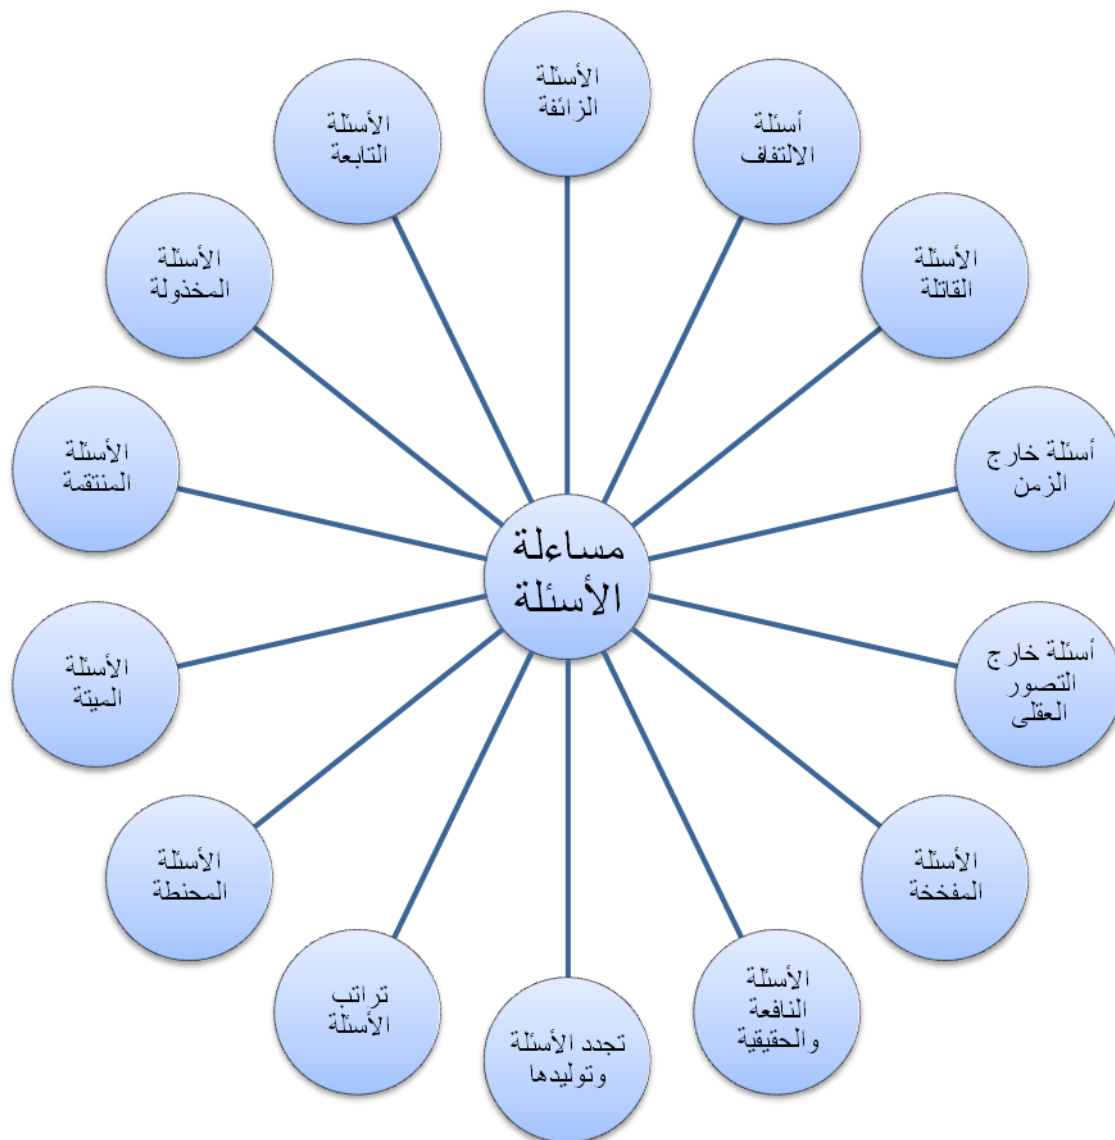 الأسئلة
الزائفة
أسئلة
الالتفاف
الأسئلة
القاتلة
أسئلة خارج
الزمن
أسئلة خارج
التصور
العقلى
الأسئلة
المفخخة
الأسئلة
النافعة
والحقيقية
تجدد الأسئلة
وتوليدها
تراتب
الأسئلة
الأسئلة
المحنطة
الأسئلة
الميتة
الأسئلة
المنتقمة
الأسئلة
المخذولة
الأسئلة
التابعة
مساءلة
الأسئلة